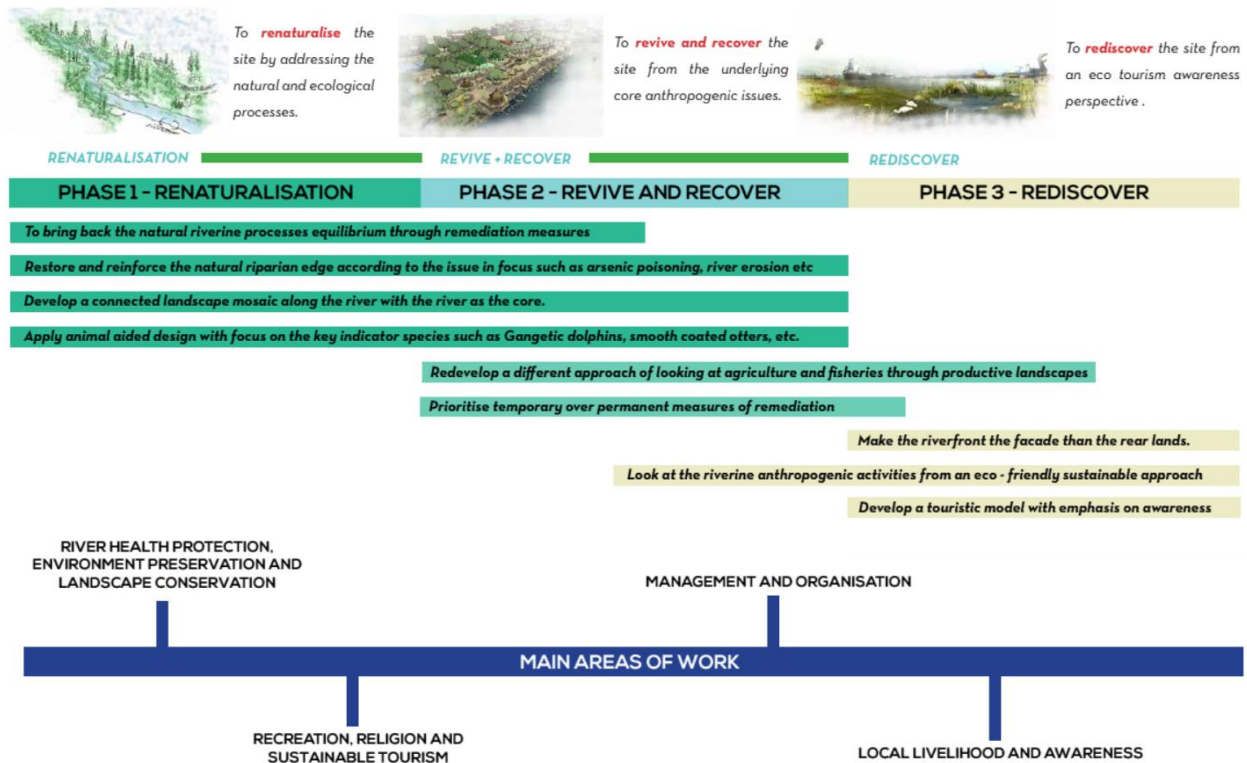 To renaturalise the
site by addressing the
natural and ecological
processes.
To revive and recover the
site from the underlying
core anthropogenic issues.
To rediscover the site from
an eco tourism awareness
perspective .
RENATURALISATION
REVIVE + RECOVER
REDISCOVER
PHASE 1 - RENATURALISATION
PHASE 2 - REVIVE AND RECOVER
PHASE 3 - REDISCOVER
To bring back the natural riverine processes equilibrium through remediation measures
Restore and reinforce the natural riparian edge according to the issue in focus such as arsenic poisoning, river erosion etc
Develop a connected landscape mosaic along the river with the river as the core.
Apply animal aided design with focus on the key indicator species such as Gangetic dolphins, smooth coated otters, etc.
Redevelop a different approach of looking at agriculture and fisheries through productive landscapes
Prioritise temporary over permanent measures of remediation
Make the riverfront the facade than the rear lands.
Look at the riverine anthropogenic activities from an eco - friendly sustainable approach
Develop a touristic model with emphasis on awareness
RIVER HEALTH PROTECTION,
ENVIRONMENT PRESERVATION AND
LANDSCAPE CONSERVATION
MANAGEMENT AND ORGANISATION
MAIN AREAS OF WORK
RECREATION, RELIGION AND
SUSTAINABLE TOURISM
LOCAL LIVELIHOOD AND AWARENESS